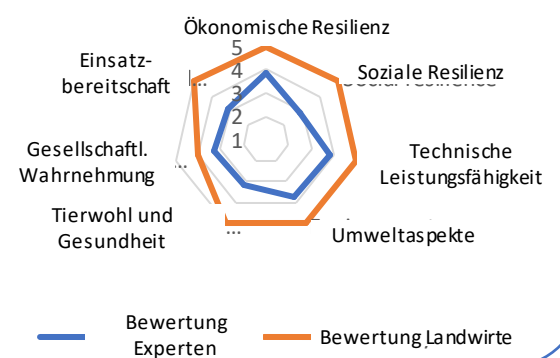 Ökonomische Resilienz
5
4
3
2
1
Einsatz-
bereitschaft
...
Soziale Resilienz
Gesellschaftl.
Wahrnehmung
...
Technische
Leistungsfähigkeit
Tierwohl und
Gesundheit
...
Umweltaspekte
Bewertung
Experten
Bewertung Landwirte